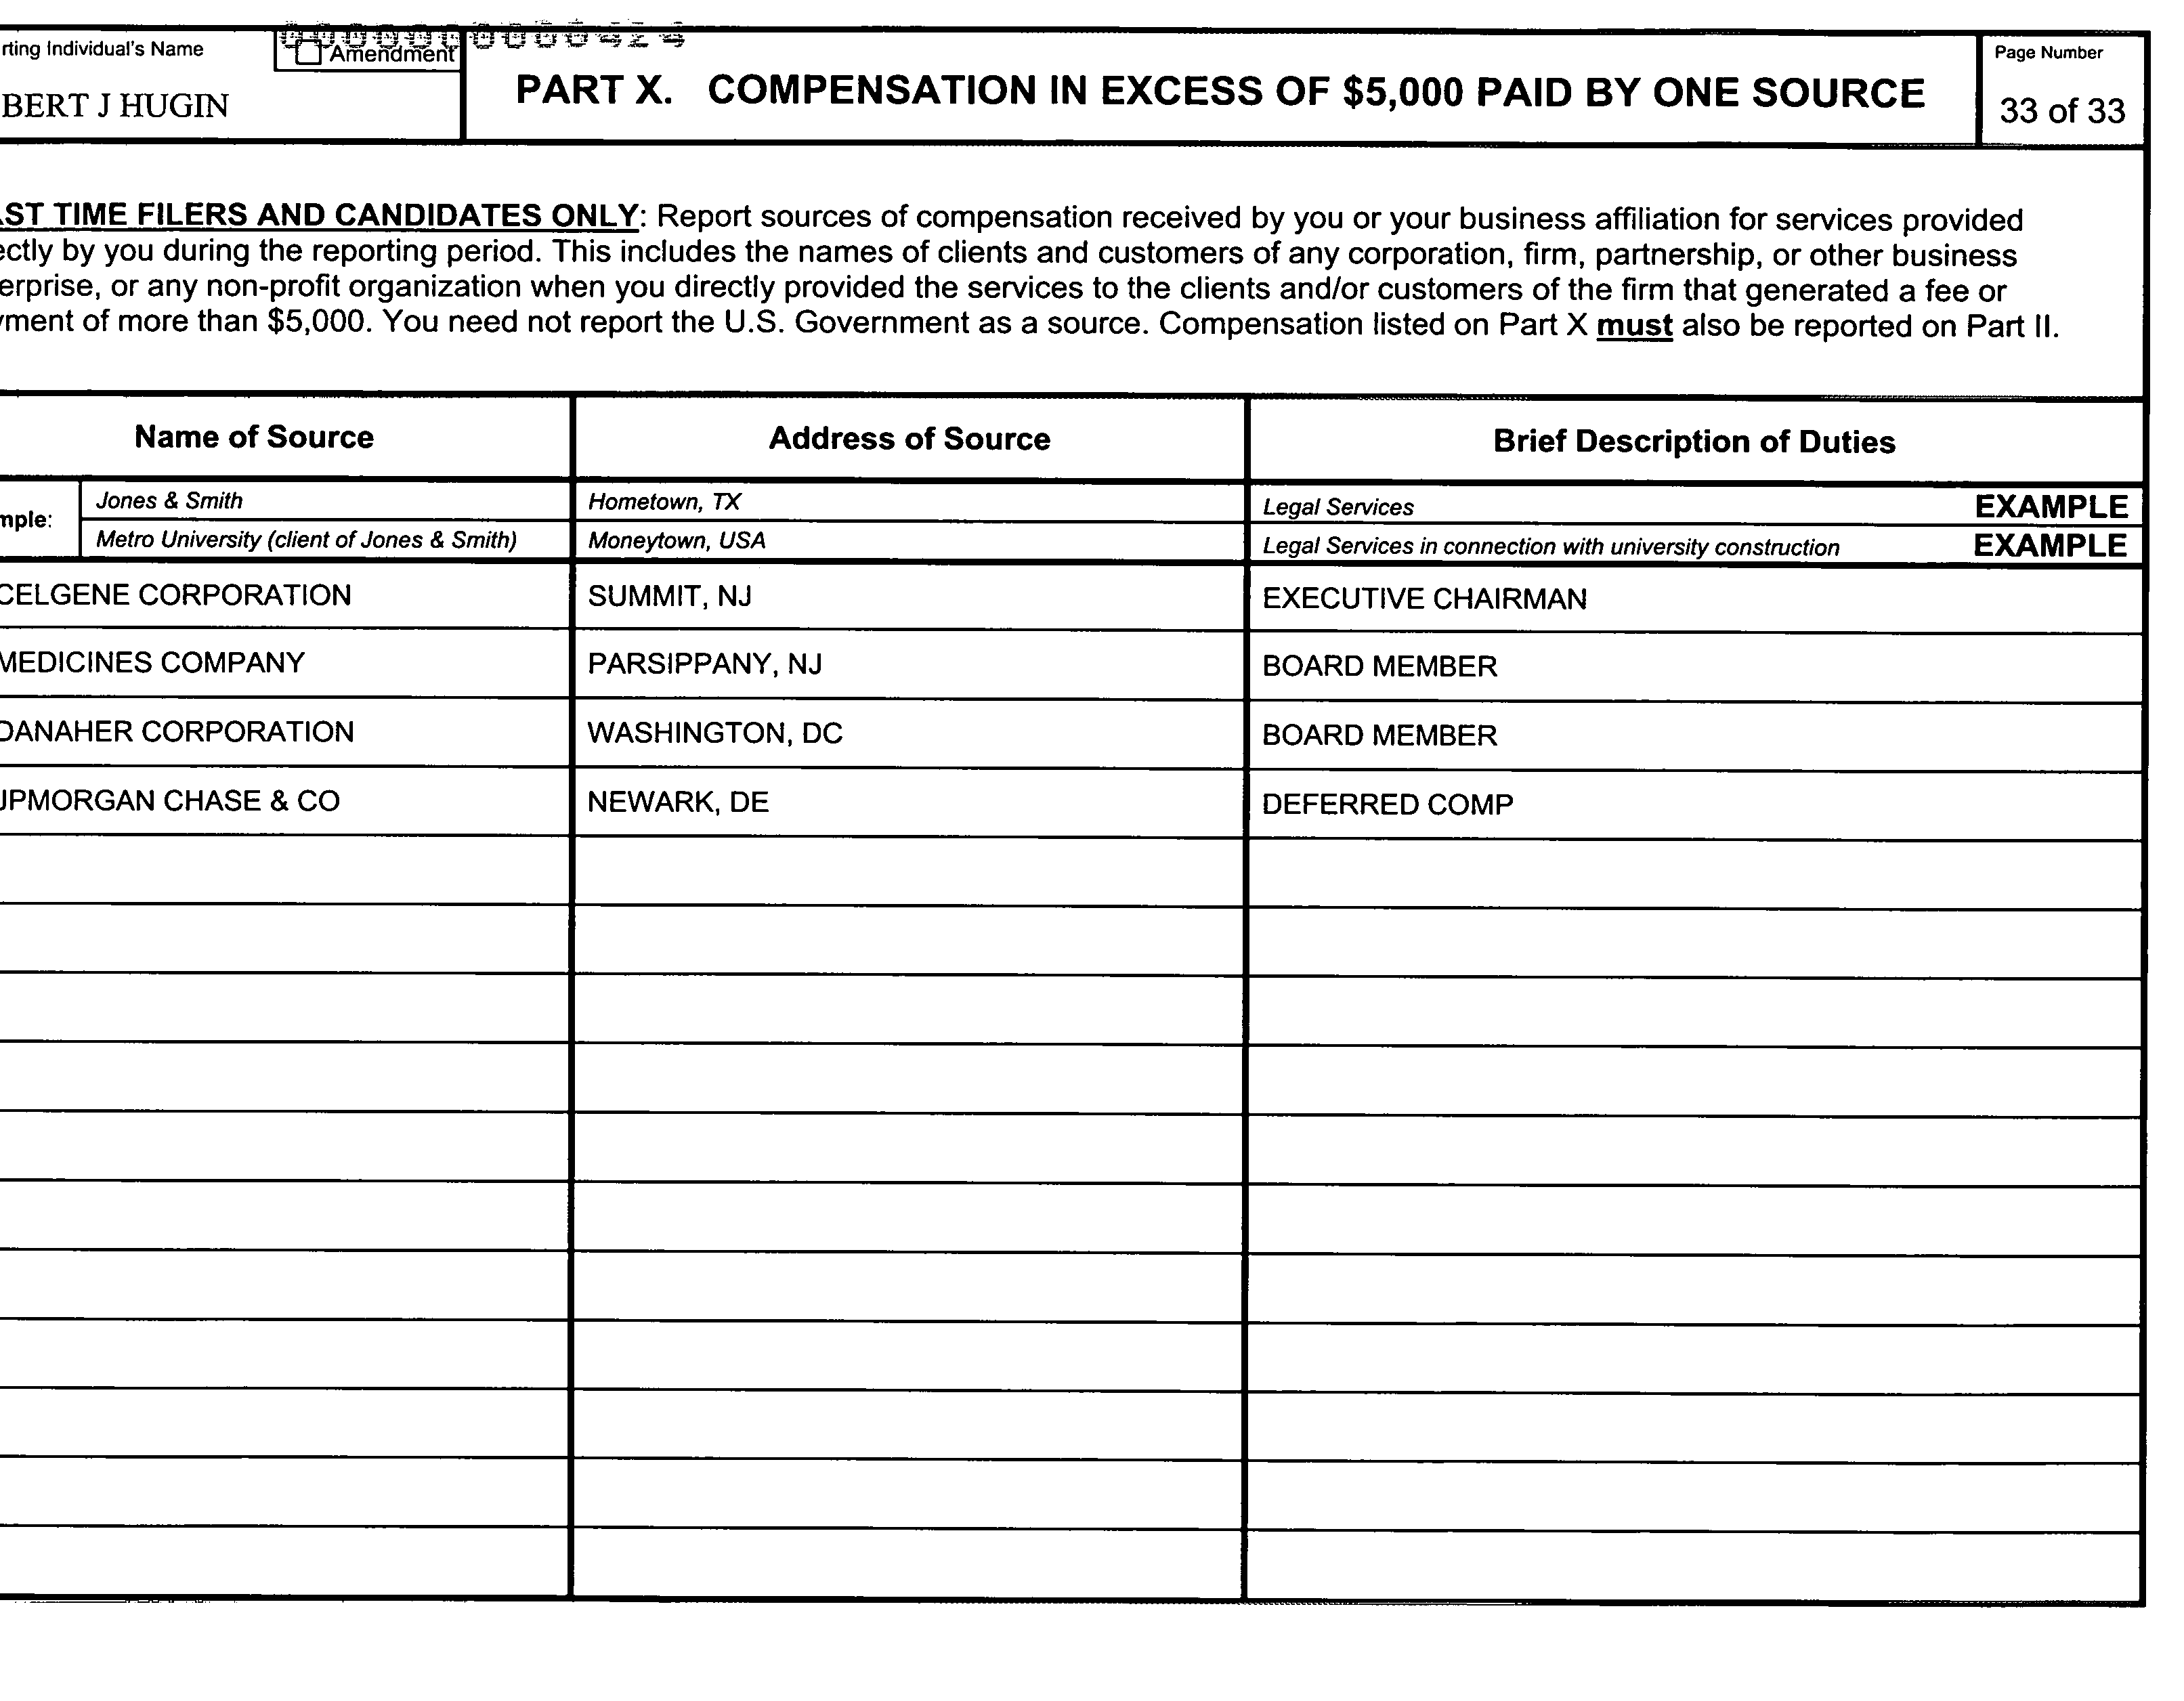 rting Individual's Name
Amendment
BERT J HUGIN
PART X. COMPENSATION IN EXCESS OF $5,000 PAID BY ONE SOURCE
Page Number
33 of 33
ST TIME FILERS AND CANDIDATES ONLY: Report sources of compensation received by you or your business affiliation for services provided
ectly by you during the reporting period. This includes the names of clients and customers of any corporation, firm, partnership, or other business
erprise, or any non-profit organization when you directly provided the services to the clients and/or customers of the firm that generated a fee or
ment of more than $5,000. You need not report the U.S. Government as a source. Compensation listed on Part X must also be reported on Part II.
Name of Source Address of Source Brief Description of Duties
mple:
Jones & Smith Hometown, TX Legal Services EXAMPLE
Metro University (client of Jones & Smith) Moneytown, USA Legal Services in connection with university construction EXAMPLE
CELGENE CORPORATION SUMMIT, NJ EXECUTIVE CHAIRMAN
MEDICINES COMPANY PARSIPPANY, NJ BOARD MEMBER
DANAHER CORPORATION WASHINGTON, DC BOARD MEMBER
JPMORGAN CHASE & CO NEWARK, DE DEFERRED COMP